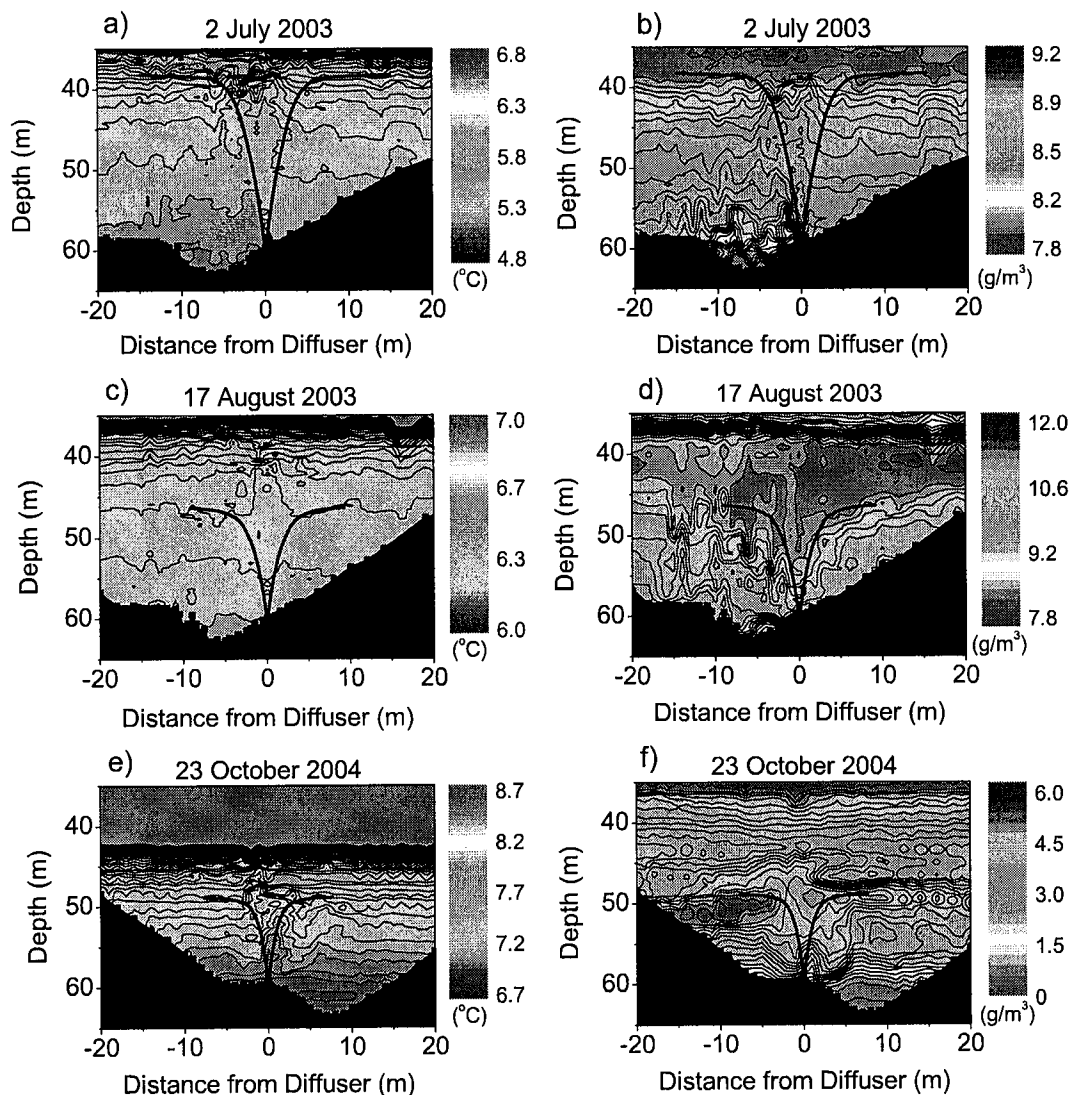 a) 2 July 2003
6.8
6.3
5.8
5.3
4.8
(°C)
40
50
60
Depth (m)
-20 -10 0 10 20
Distance from Diffuser (m)
b) 2 July 2003
9.2
8.9
8.5
8.2
7.8
(g/m³)
40
50
60
Depth (m)
-20 -10 0 10 20
Distance from Diffuser (m)
c) 17 August 2003
7.0
6.7
6.3
6.0
(°C)
40
50
60
Depth (m)
-20 -10 0 10 20
Distance from Diffuser (m)
d) 17 August 2003
12.0
10.6
9.2
7.8
(g/m³)
40
50
60
Depth (m)
-20 -10 0 10 20
Distance from Diffuser (m)
e) 23 October 2004
8.7
8.2
7.7
7.2
6.7
(°C)
40
50
60
Depth (m)
-20 -10 0 10 20
Distance from Diffuser (m)
f) 23 October 2004
6.0
4.5
3.0
1.5
0
(g/m³)
40
50
60
Depth (m)
-20 -10 0 10 20
Distance from Diffuser (m)